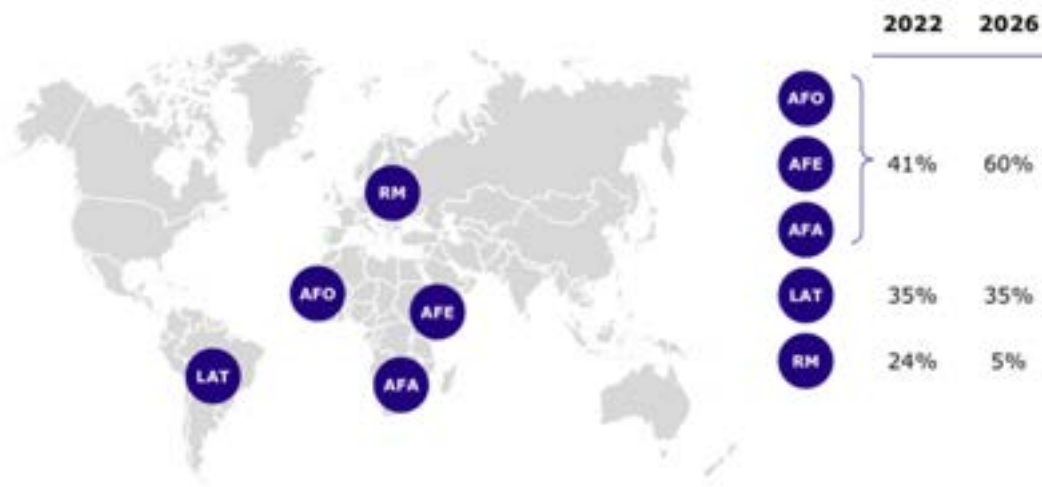 2022 2026
AFO
AFE 41% 60%
AFA
LAT 35% 35%
RM 24% 5%
RM
AFO
AFE
LAT
AFA